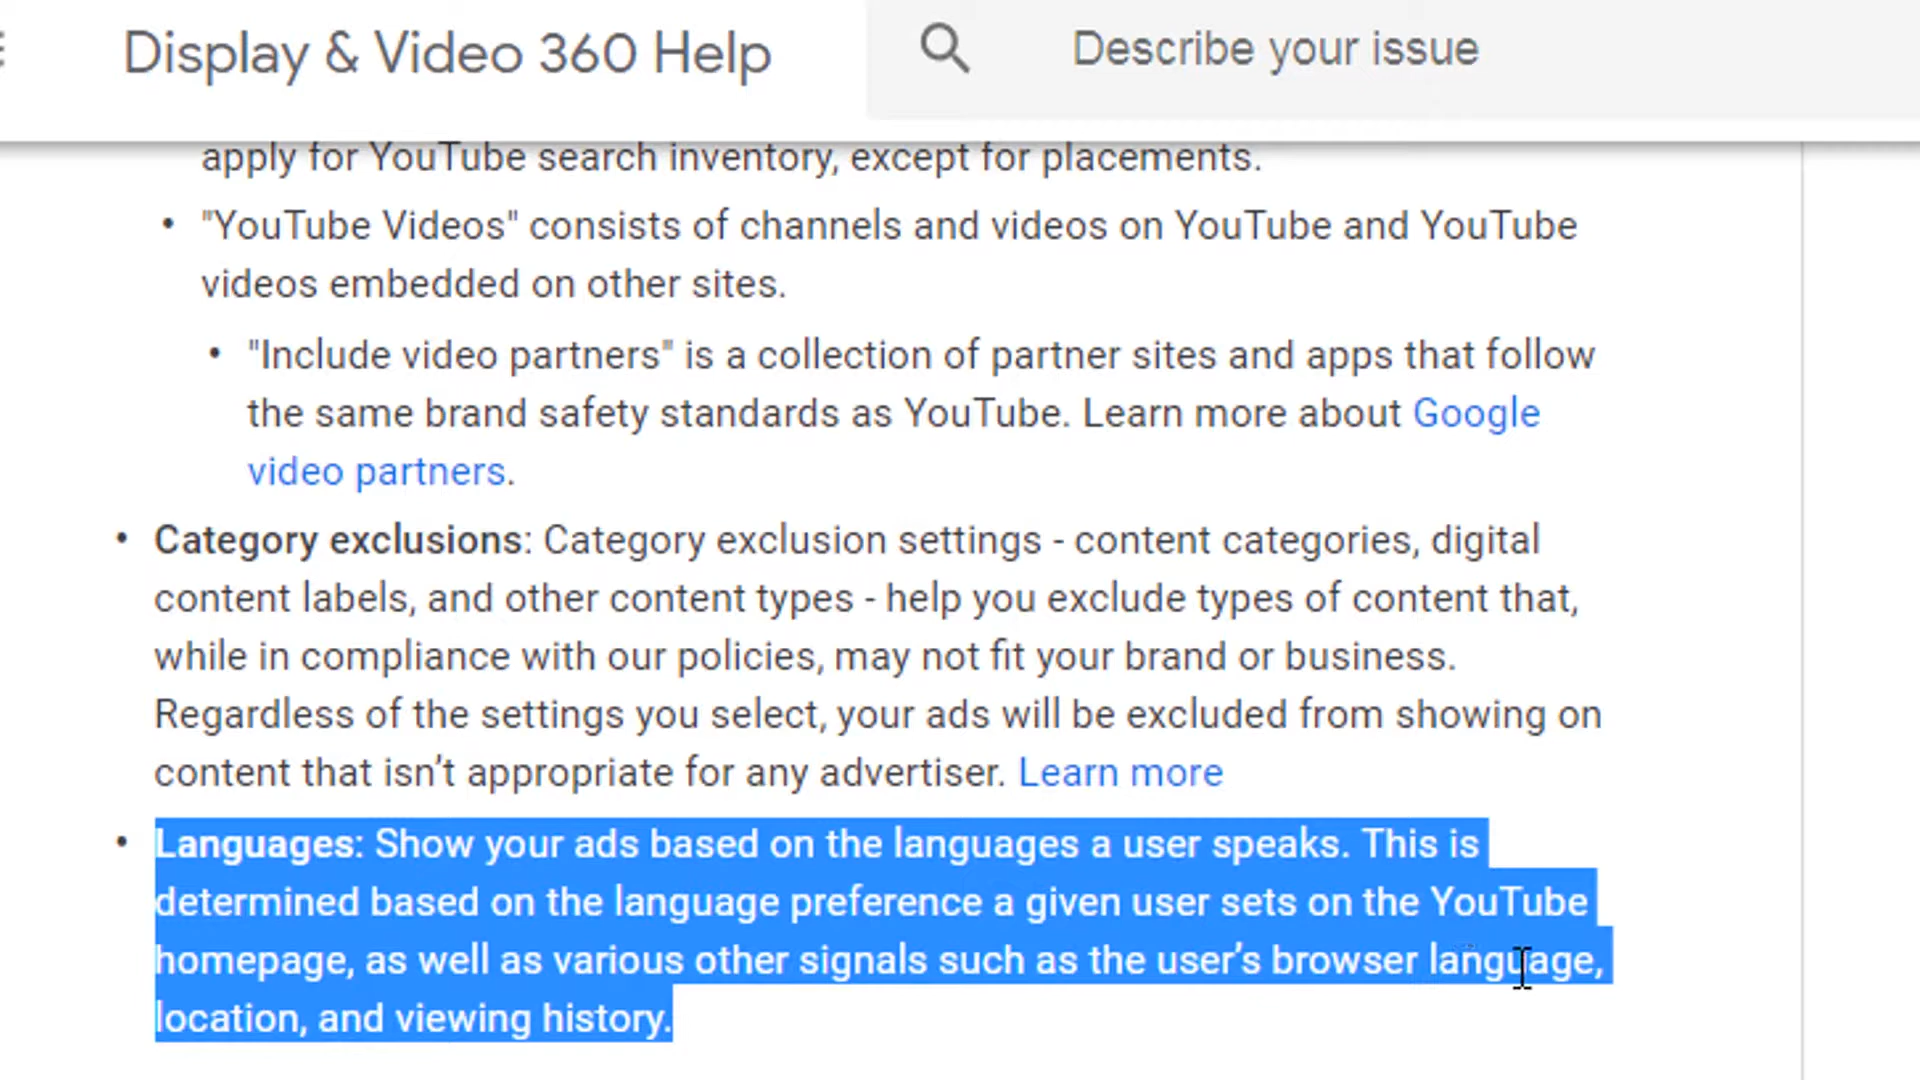 Display & Video 360 Help
Describe your issue
apply for YouTube search inventory, except for placements.
• "YouTube Videos" consists of channels and videos on YouTube and YouTube
videos embedded on other sites.
• "Include video partners" is a collection of partner sites and apps that follow
the same brand safety standards as YouTube. Learn more about Google
video partners.
• Category exclusions: Category exclusion settings - content categories, digital
content labels, and other content types - help you exclude types of content that,
while in compliance with our policies, may not fit your brand or business.
Regardless of the settings you select, your ads will be excluded from showing on
content that isn’t appropriate for any advertiser. Learn more
• Languages: Show your ads based on the languages a user speaks. This is
determined based on the language preference a given user sets on the YouTube
homepage, as well as various other signals such as the user’s browser language,
location, and viewing history.